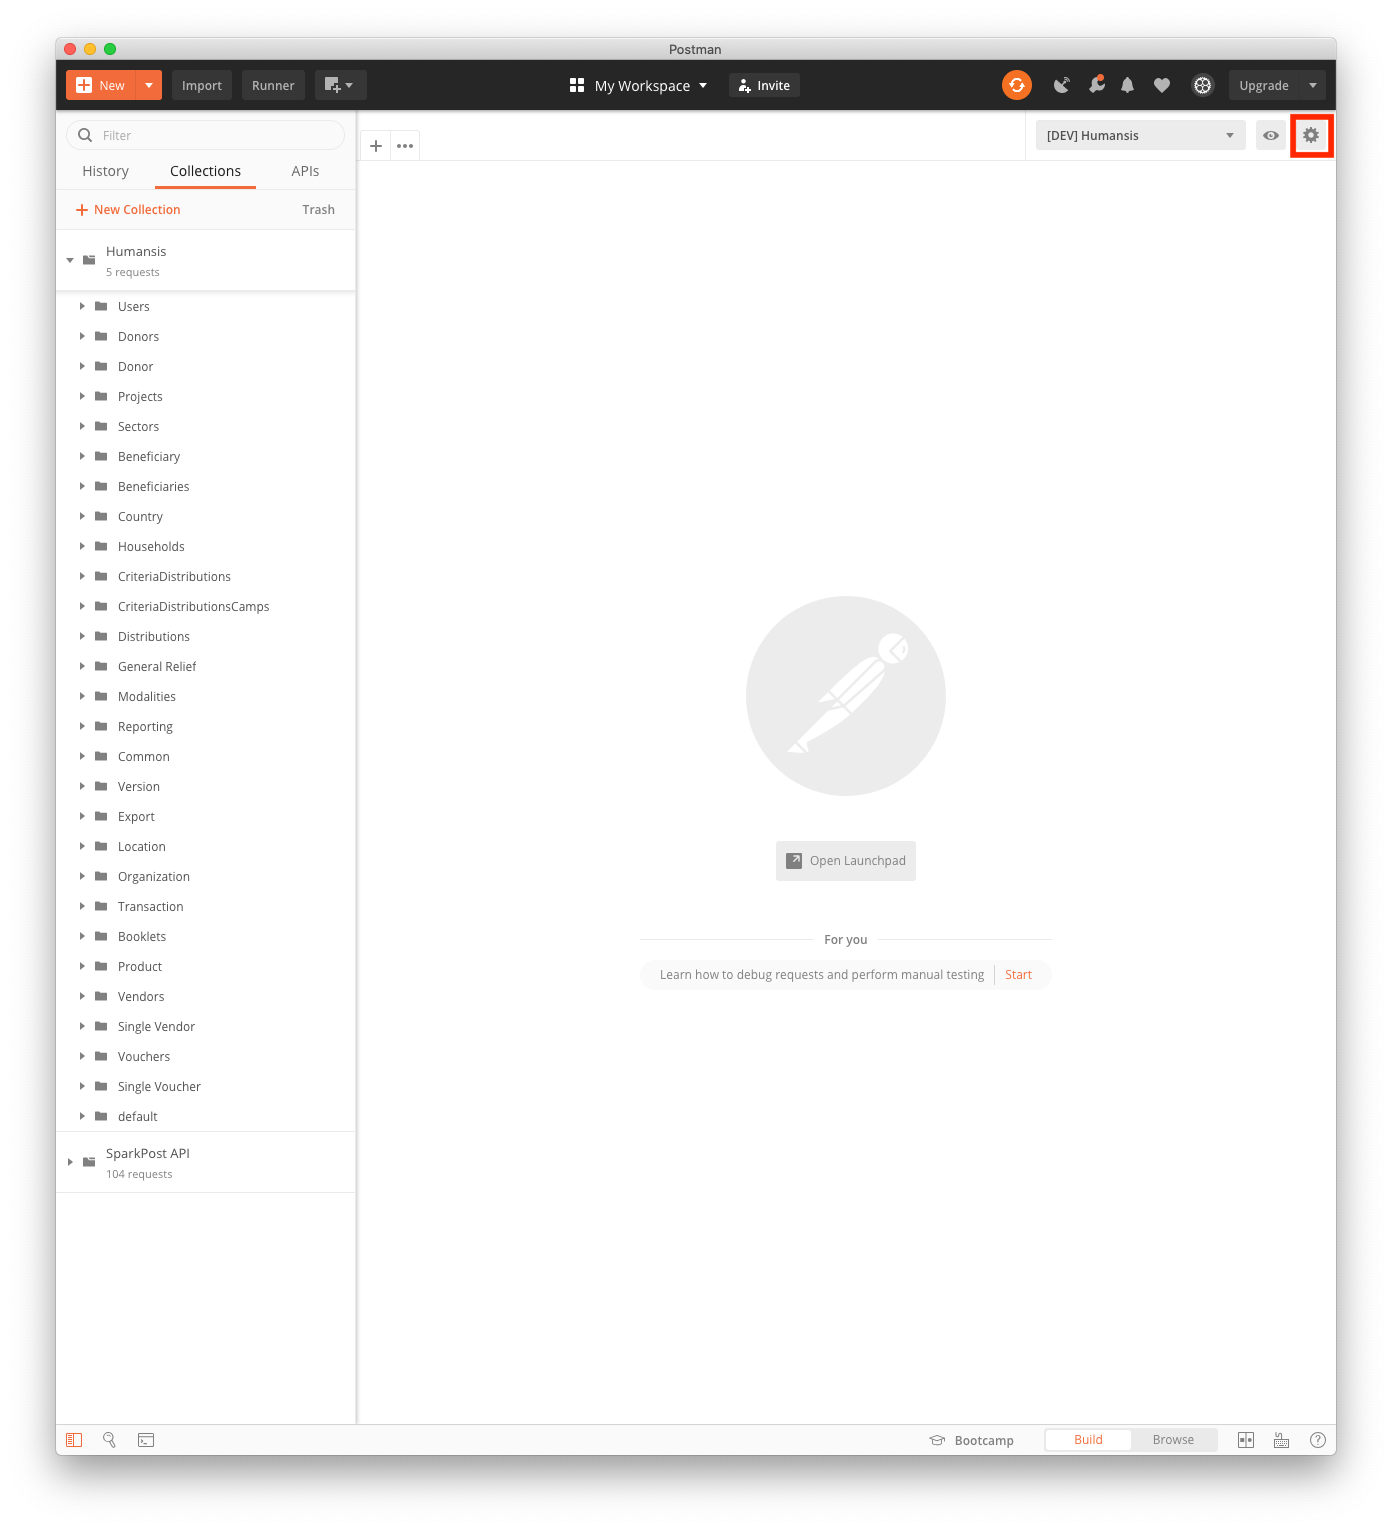 Postman
New
Import
Runner
My Workspace
Invite
Upgrade
Filter
[DEV] Humansis
History
Collections
APIs
New Collection
Trash
Humansis
5 requests
Users
Donors
Donor
Projects
Sectors
Beneficiary
Beneficiaries
Country
Households
CriteriaDistributions
CriteriaDistributionsCamps
Distributions
General Relief
Modalities
Reporting
Common
Version
Export
Location
Organization
Transaction
Booklets
Product
Vendors
Single Vendor
Vouchers
Single Voucher
default
SparkPost API
104 requests
Open Launchpad
For you
Learn how to debug requests and perform manual testing
Start
Bootcamp
Build
Browse